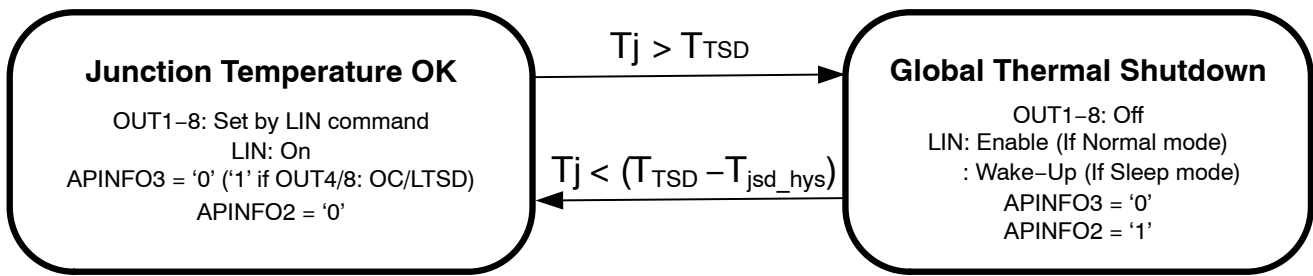 Junction Temperature OK
OUT1−8: Set by LIN command
LIN: On
APINFO3 = ‘0’ (‘1’ if OUT4/8: OC/LTSD)
APINFO2 = ‘0’
Tj > TTSD
Tj < (TTSD −Tjsd_hys)
Global Thermal Shutdown
OUT1−8: Off
LIN: Enable (If Normal mode)
: Wake−Up (If Sleep mode)
APINFO3 = ‘0’
APINFO2 = ‘1’